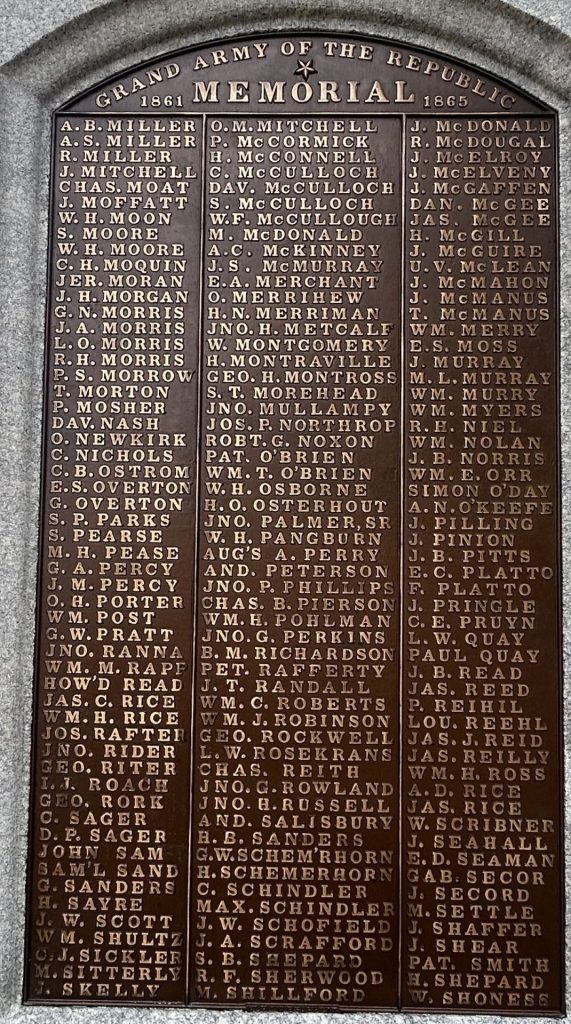 GRAND ARMY OF THE REPUBLIC
1861 MEMORIAL 1865
A.B. MILLER
A.S. MILLER
R. MILLER
J. MITCHELL
CHAS. MOAT
J. MOFFATT
W.H. MOON
S. MOORE
W.H. MOORE
C.H. MOQUIN
JER. MORAN
J.H. MORGAN
G.N. MORRIS
J.A. MORRIS
L.O. MORRIS
R.H. MORRIS
P.S. MORROW
T. MORTON
P. MOSHER
DAV. NASH
O. NEWKIRK
C. NICHOLS
C.B. OSTROM
E.S. OVERTON
G. OVERTON
S.P. PARKS
S. PEARSE
M.H. PEASE
G.A. PERCY
J.M. PERCY
O.H. PORTER
WM. POST
G.W. PRATT
JNO. RANNA
WM. M. RAPP
HOW'D READ
JAS. C. RICE
WM. H. RICE
JOS. RAFTER
JNO. RIDER
GEO. RITER
I.J. ROACH
GEO. RORK
C. SAGER
D.P. SAGER
JOHN SAM
SAM'L SAND
G. SANDERS
H. SAYRE
J.W. SCOTT
WM SHULTZ
C.J. SICKLER
M. SITTERLY
J. SKELLY
O.M. MITCHELL
P. McCORMICK
H. McCONNELL
C. McCULLOCH
DAV. McCULLOCH
S. McCULLOCH
W.F. McCULLOUGH
M. McDONALD
A.C. McKINNEY
J.S. McMURRAY
E.A. MERCHANT
O. MERRIHEW
H.N. MERRIMAN
JNO. H. METCALF
W. MONTGOMERY
H. MONTRAVILLE
GEO. H. MONTROSS
S.T. MOREHEAD
JNO. MULLAMPY
JOS. P. NORTHROP
ROBT. G. NOXON
PAT. O'BRIEN
WM. T. O'BRIEN
W.H. OSBORNE
H.O. OSTERHOUT
JNO. PALMER, SR
W.H. PANGBURN
AUG'S A. PERRY
AND. PETERSON
JNO. P. PHILLIPS
CHAS. B. PIERSON
WM. H. POHLMAN
JNO. G. PERKINS
B.M. RICHARDSON
PET. RAFFERTY
J.T. RANDALL
WM. C. ROBERTS
WM. J. ROBINSON
GEO. ROCKWELL
L.W. ROSEKRANS
CHAS. REITH
JNO. G. ROWLAND
JNO. H. RUSSELL
AND. SALISBURY
H.B. SANDERS
G.W. SCHEM'RHORN
H. SCHEMERHORN
C. SCHINDLER
MAX. SCHINDLER
J.W. SCHOFIELD
J.A. SCRAFFORD
S.B. SHEPARD
R.F. SHERWOOD
M. SHILLFORD
J. McDONALD
R. McDOUGAL
J. McELROY
J. McELVENY
J. McGAFFEN
DAN. McGEE
JAS. McGEE
H. McGILL
J. McGUIRE
U.V. McLEAN
J. McMAHON
J. McMANUS
T. McMANUS
WM. MERRY
E.S. MOSS
J. MURRAY
M.L. MURRAY
WM. MURRY
WM. MYERS
R.H. NIEL
WM. NOLAN
J.B. NORRIS
WM. E. ORR
SIMON O'DAY
A.N. O'KEEFE
J. PILLING
J. PINION
J.B. PITTS
E.C. PLATTO
F. PLATTO
J. PRINGLE
C.E. PRUYN
L.W. QUAY
PAUL QUAY
J.B. READ
JAS. REED
P. REIHIL
LOU. REEHL
JAS. J. REID
JAS. REILLY
WM. H. ROSS
A.D. RICE
JAS. RICE
W. SCRIBNER
J. SEAHALL
E.D. SEAMAN
GAB. SECOR
J. SECORD
M. SETTLE
J. SHAFFER
J. SHEAR
PAT. SMITH
H. SHEPARD
W. SHONESS